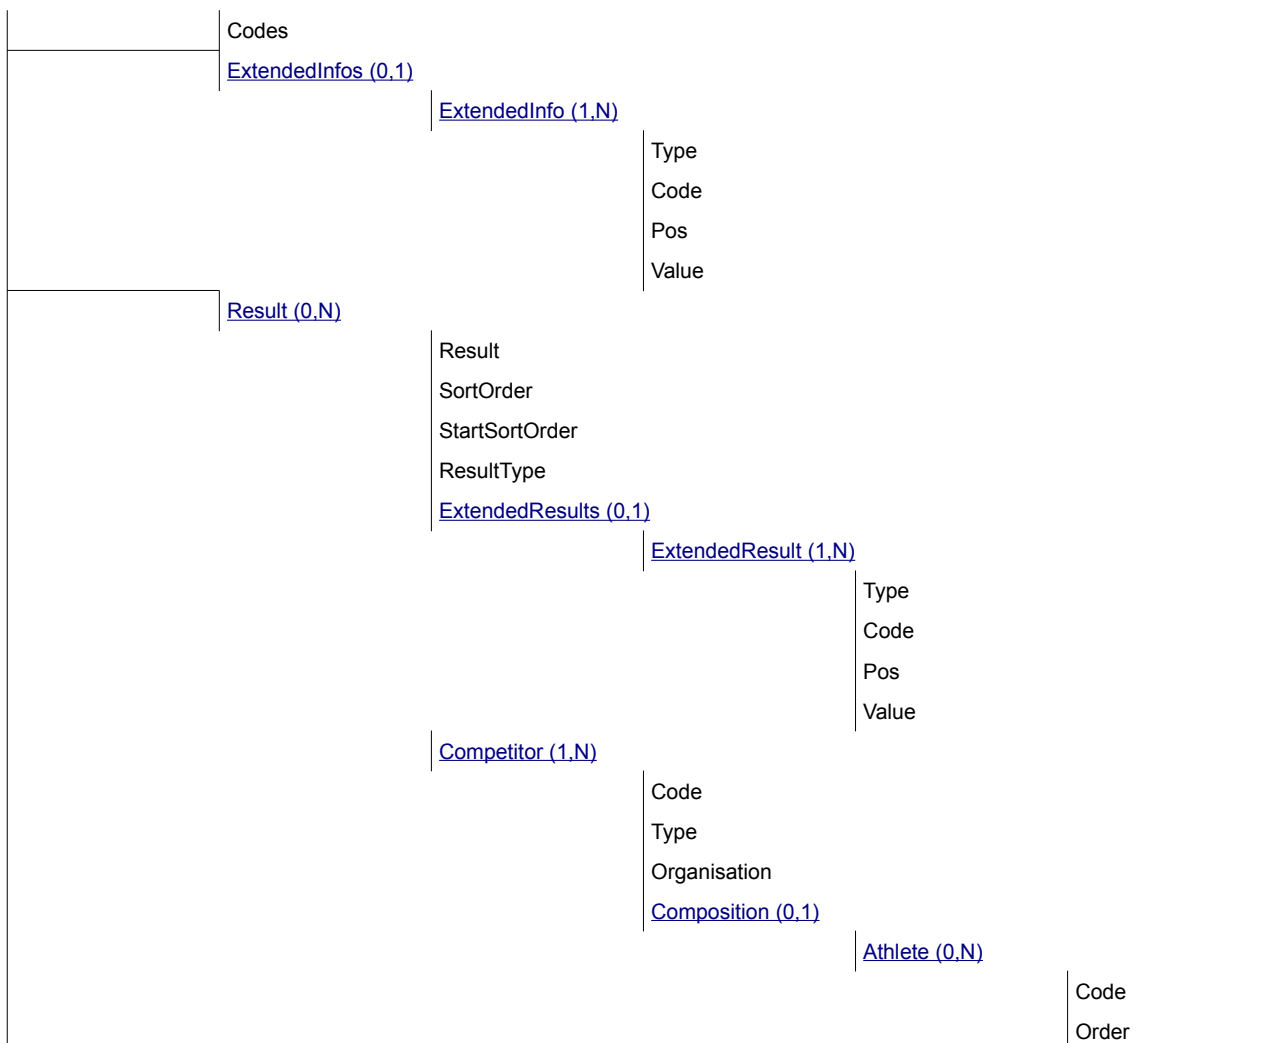 Codes
ExtendedInfos (0,1)
ExtendedInfo (1,N)
Type
Code
Pos
Value
Result (0,N)
Result
SortOrder
StartSortOrder
ResultType
ExtendedResults (0,1)
ExtendedResult (1,N)
Type
Code
Pos
Value
Competitor (1,N)
Code
Type
Organisation
Composition (0,1)
Athlete (0,N)
Code
Order